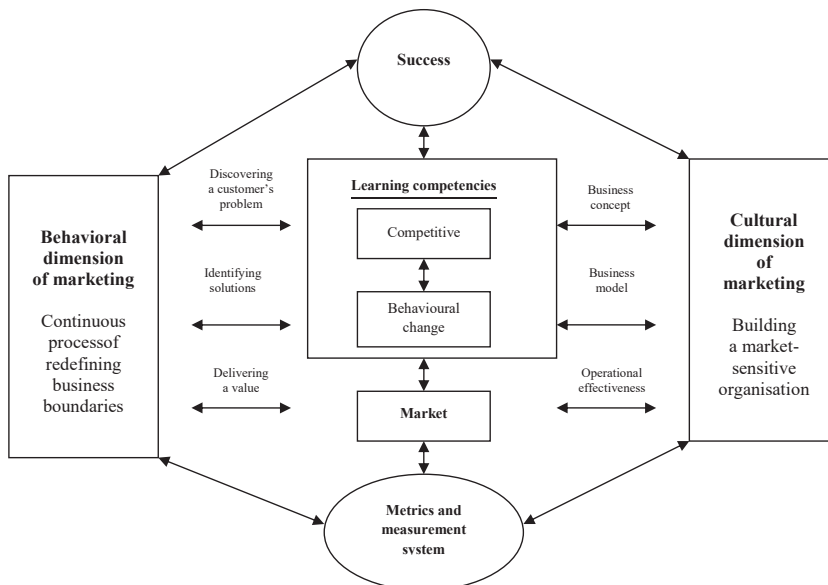 Success
Discovering
a customer's
problem
Learning competencies
Business
concept
Competitive
Behavioral
dimension
of marketing
Continuous
processof
redefining
business
boundaries
Identifying
solutions
Behavioural
change
Business
model
Cultural
dimension
of
marketing
Building
a market-
sensitive
organisation
Delivering
a value
Market
Operational
effectiveness
Metrics and
measurement
system